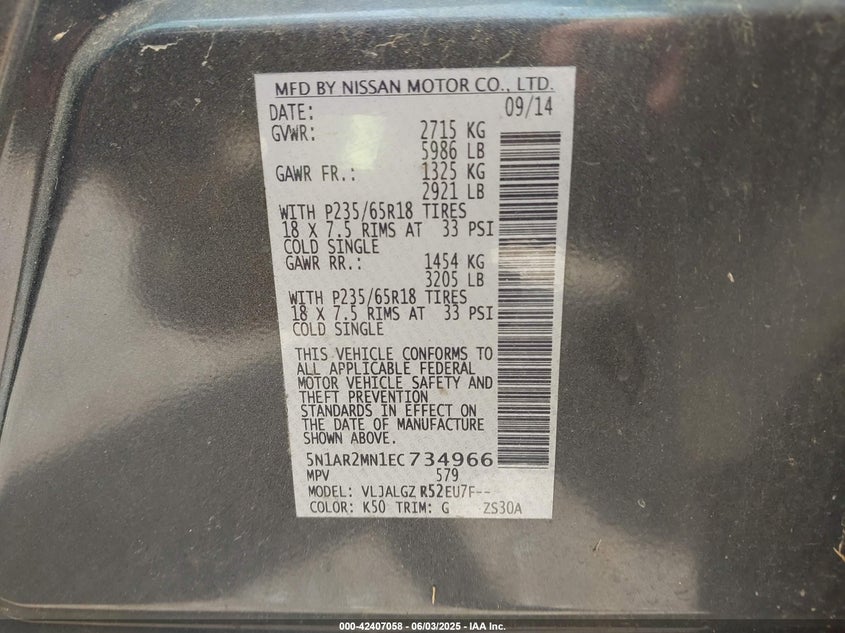 MFD BY NISSAN MOTOR CO., LTD.
DATE: 09/14
GVWR: 2715 KG
5986 LB
GAWR FR.: 1325 KG
2921 LB
WITH P235/65R18 TIRES
18 X 7.5 RIMS AT 33 PSI
COLD SINGLE
GAWR RR.: 1454 KG
3205 LB
WITH P235/65R18 TIRES
18 X 7.5 RIMS AT 33 PSI
COLD SINGLE
THIS VEHICLE CONFORMS TO
ALL APPLICABLE FEDERAL
MOTOR VEHICLE SAFETY AND
THEFT PREVENTION
STANDARDS IN EFFECT ON
THE DATE OF MANUFACTURE
SHOWN ABOVE.
5N1AR2MN1EC734966
MPV 579
MODEL: VLJALGZ R52EU7F--
COLOR: K50 TRIM: G ZS30A
000-42407058 - 06/03/2025 - IAA Inc.